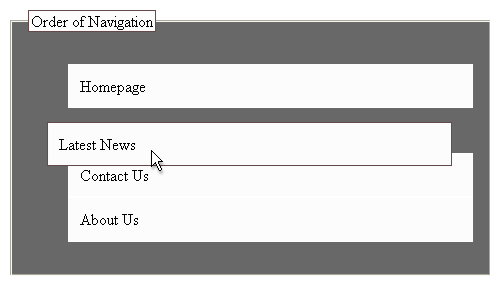 Order of Navigation
Homepage
Latest News
Contact Us
About Us